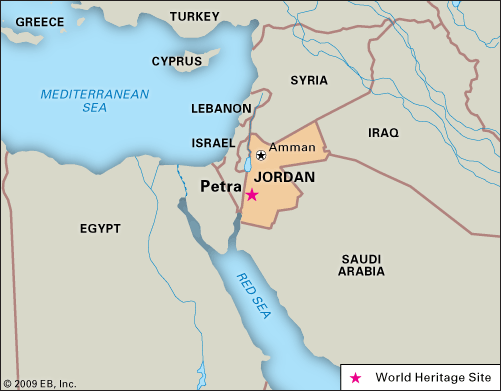 GREECE
TURKEY
CYPRUS
SYRIA
MEDITERRANEAN
SEA
LEBANON
IRAQ
ISRAEL
Amman
JORDAN
Petra
EGYPT
SAUDI
ARABIA
RED SEA
World Heritage Site
© 2009 EB, Inc.